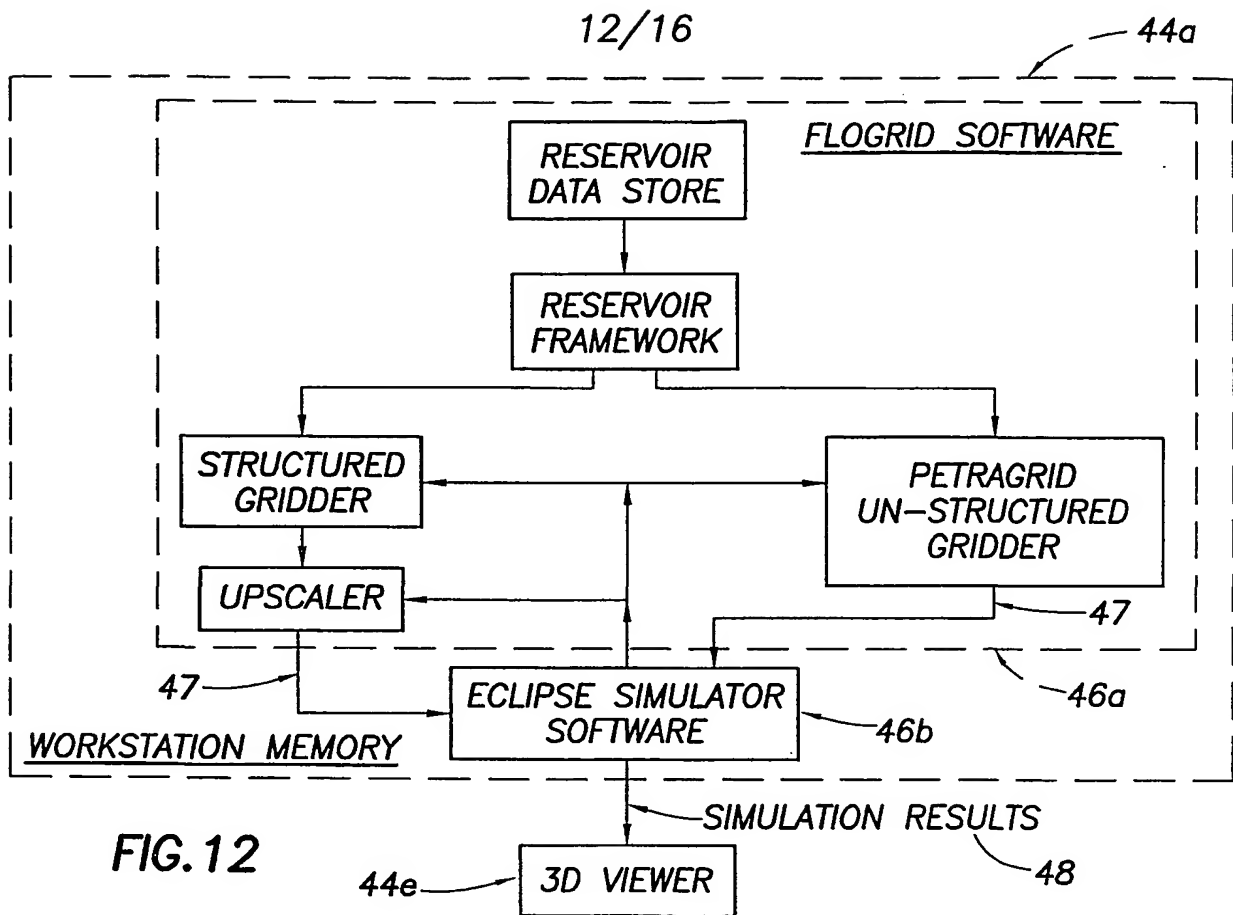 12/16
44a
FLOGRID SOFTWARE
RESERVOIR
DATA STORE
RESERVOIR
FRAMEWORK
STRUCTURED
GRIDDER
PETRAGRID
UN-STRUCTURED
GRIDDER
UPSCALER
47
47
46a
ECLIPSE SIMULATOR
SOFTWARE
46b
WORKSTATION MEMORY
SIMULATION RESULTS
48
FIG.12
44e
3D VIEWER